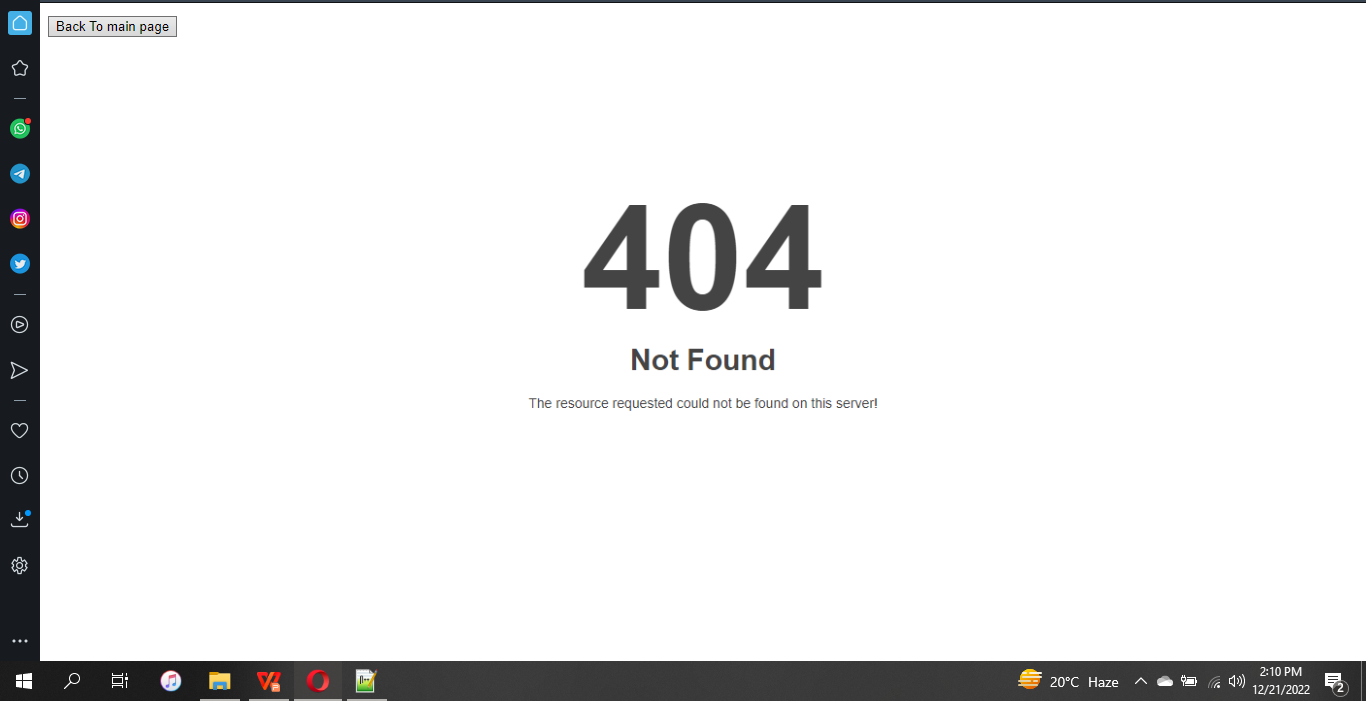 Back To main page
404
Not Found
The resource requested could not be found on this server!
20°C Haze
2:10 PM
12/21/2022
2